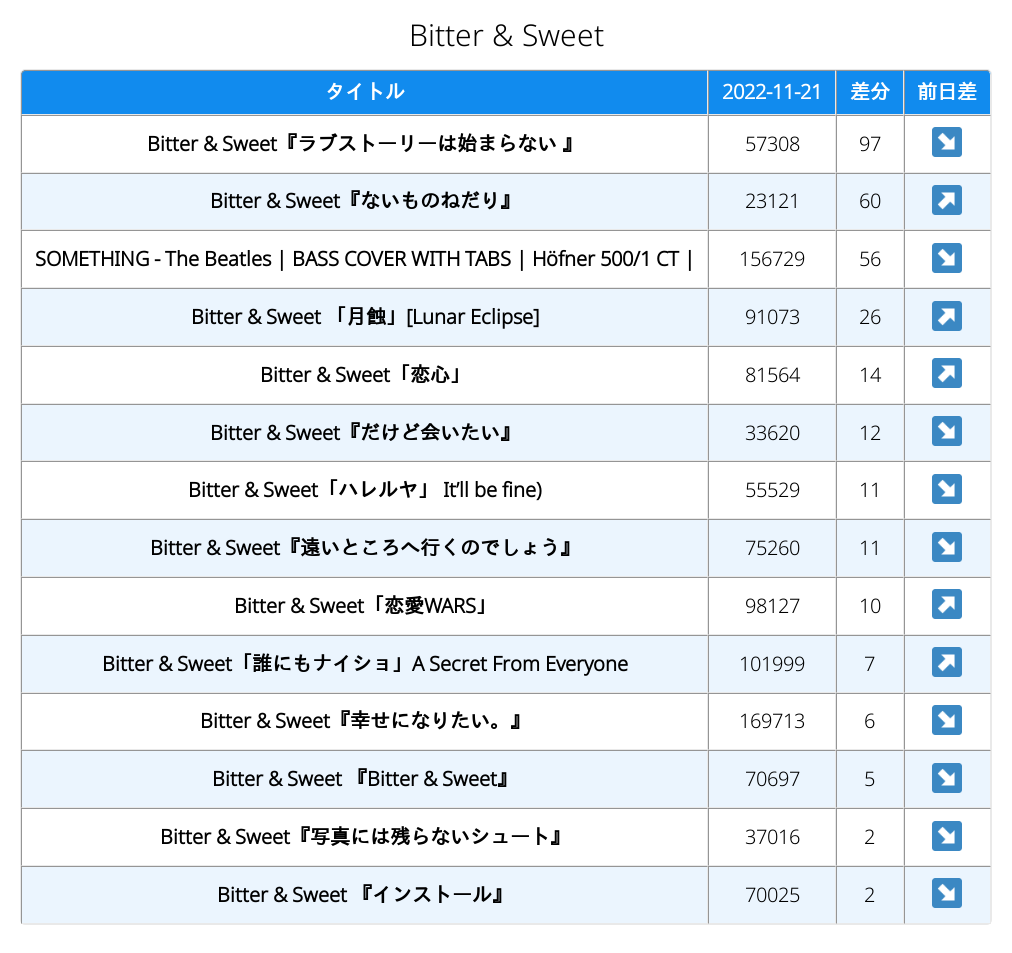 Bitter & Sweet
タイトル 2022-11-21 差分 前日差
Bitter & Sweet『ラブストーリーは始まらない 』 57308 97 ↘
Bitter & Sweet『ないものねだり』 23121 60 ↗
SOMETHING - The Beatles | BASS COVER WITH TABS | Höfner 500/1 CT | 156729 56 ↘
Bitter & Sweet 「月蝕」[Lunar Eclipse] 91073 26 ↗
Bitter & Sweet「恋心」 81564 14 ↗
Bitter & Sweet『だけど会いたい』 33620 12 ↘
Bitter & Sweet「ハレルヤ」 It’ll be fine) 55529 11 ↘
Bitter & Sweet『遠いところへ行くのでしょう』 75260 11 ↘
Bitter & Sweet「恋愛WARS」 98127 10 ↗
Bitter & Sweet「誰にもナイショ」A Secret From Everyone 101999 7 ↗
Bitter & Sweet『幸せになりたい。』 169713 6 ↘
Bitter & Sweet 『Bitter & Sweet』 70697 5 ↘
Bitter & Sweet『写真には残らないシュート』 37016 2 ↘
Bitter & Sweet 『インストール』 70025 2 ↘